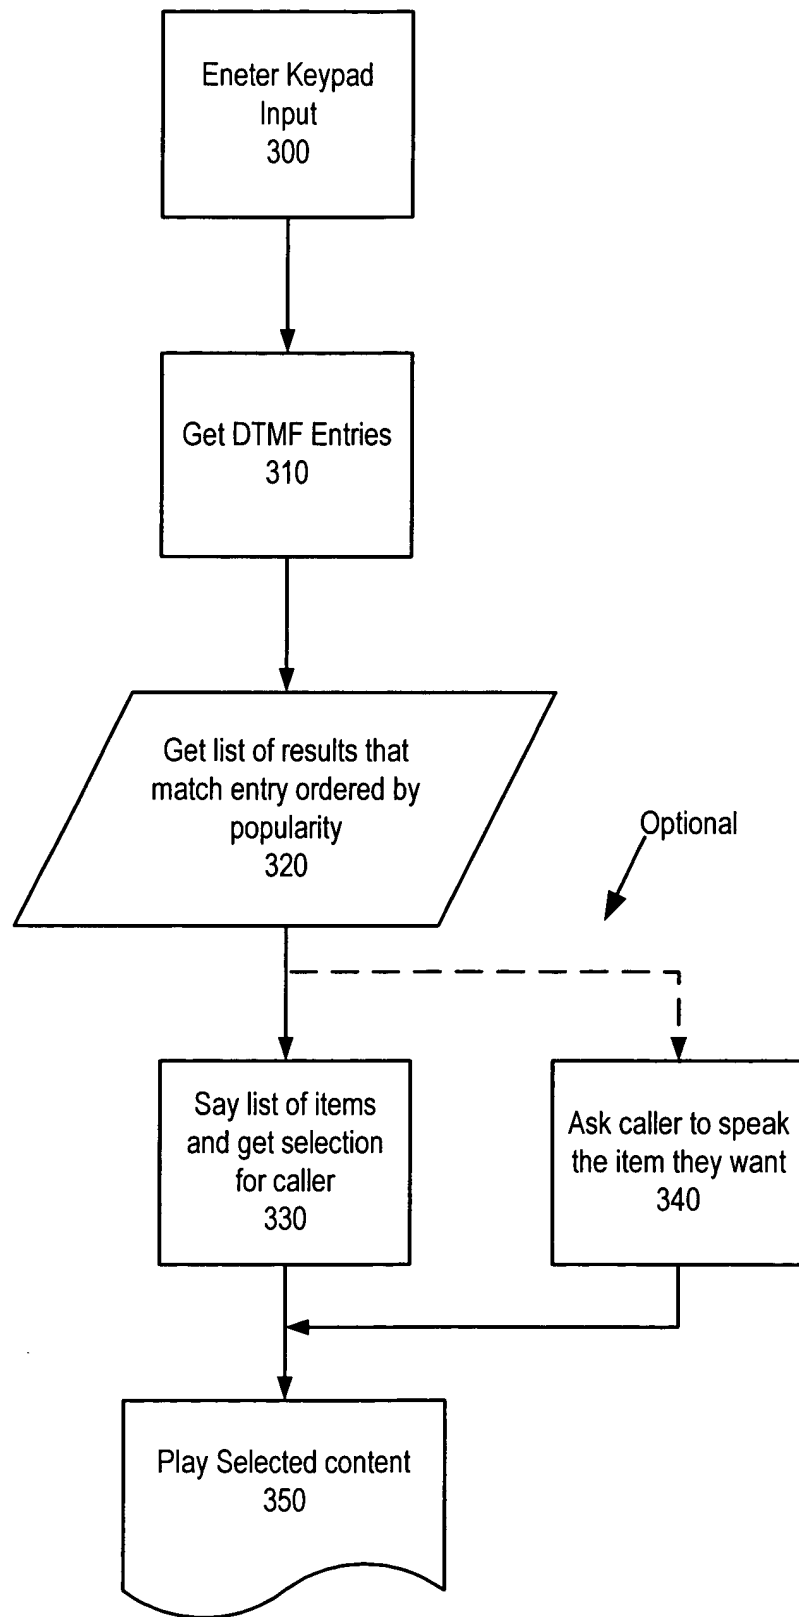 Eneter Keypad
Input
300
Get DTMF Entries
310
Get list of results that
match entry ordered by
popularity
320
Optional
Say list of items
and get selection
for caller
330
Ask caller to speak
the item they want
340
Play Selected content
350